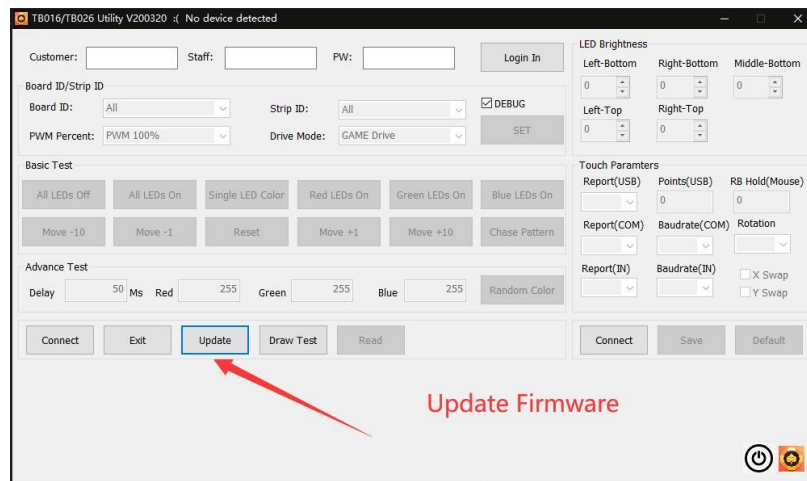 TB016/TB026 Utility V200320 :( No device detected
Customer: Staff: PW: Login In
Board ID/Strip ID
Board ID: All Strip ID: All DEBUG
PWM Percent: PWM 100% Drive Mode: GAME Drive SET
Basic Test
All LEDs Off All LEDs On Single LED Color Red LEDs On Green LEDs On Blue LEDs On
Move -10 Move -1 Reset Move +1 Move +10 Chase Pattern
Advance Test
Delay 50 Ms Red 255 Green 255 Blue 255 Random Color
Connect Exit Update Draw Test Read
LED Brightness
Left-Bottom Right-Bottom Middle-Bottom
0 0 0
Left-Top Right-Top
0 0
Touch Paramters
Report(USB) Points(USB) RB Hold(Mouse)
0 0
Report(COM) Baudrate(COM) Rotation
Report(IN) Baudrate(IN) X Swap
Y Swap
Connect Save Default
Update Firmware